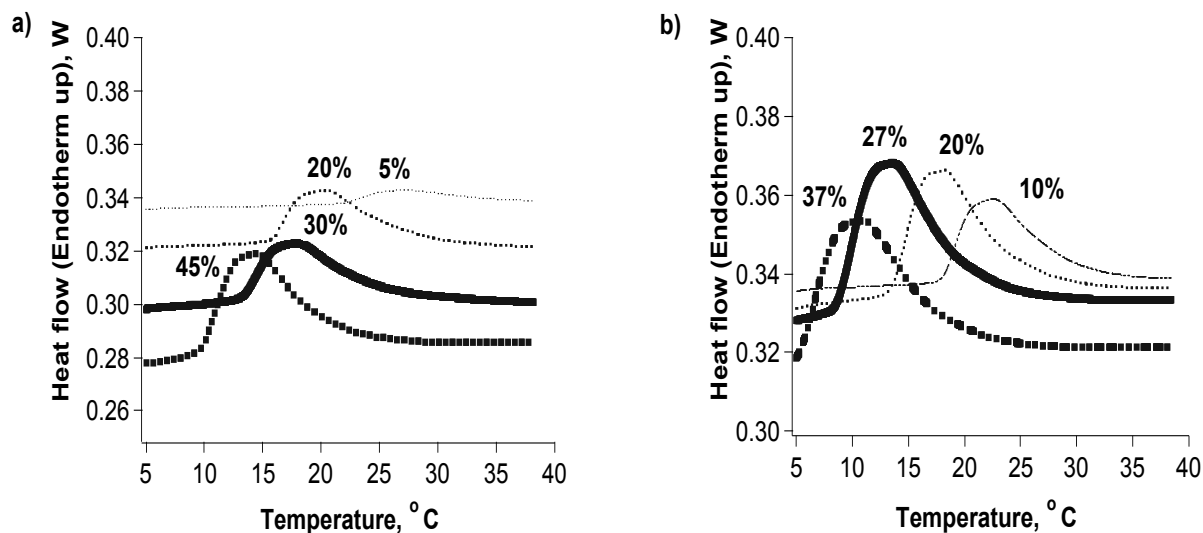 a)
Heat flow (Endotherm up), W
0.40
0.38
0.36
0.34
0.32
0.30
0.28
0.26
20%
5%
30%
45%
5 10 15 20 25 30 35 40
Temperature, °C
b)
Heat flow (Endotherm up), W
0.40
0.38
0.36
0.34
0.32
0.30
27%
20%
37%
10%
5 10 15 20 25 30 35 40
Temperature, °C